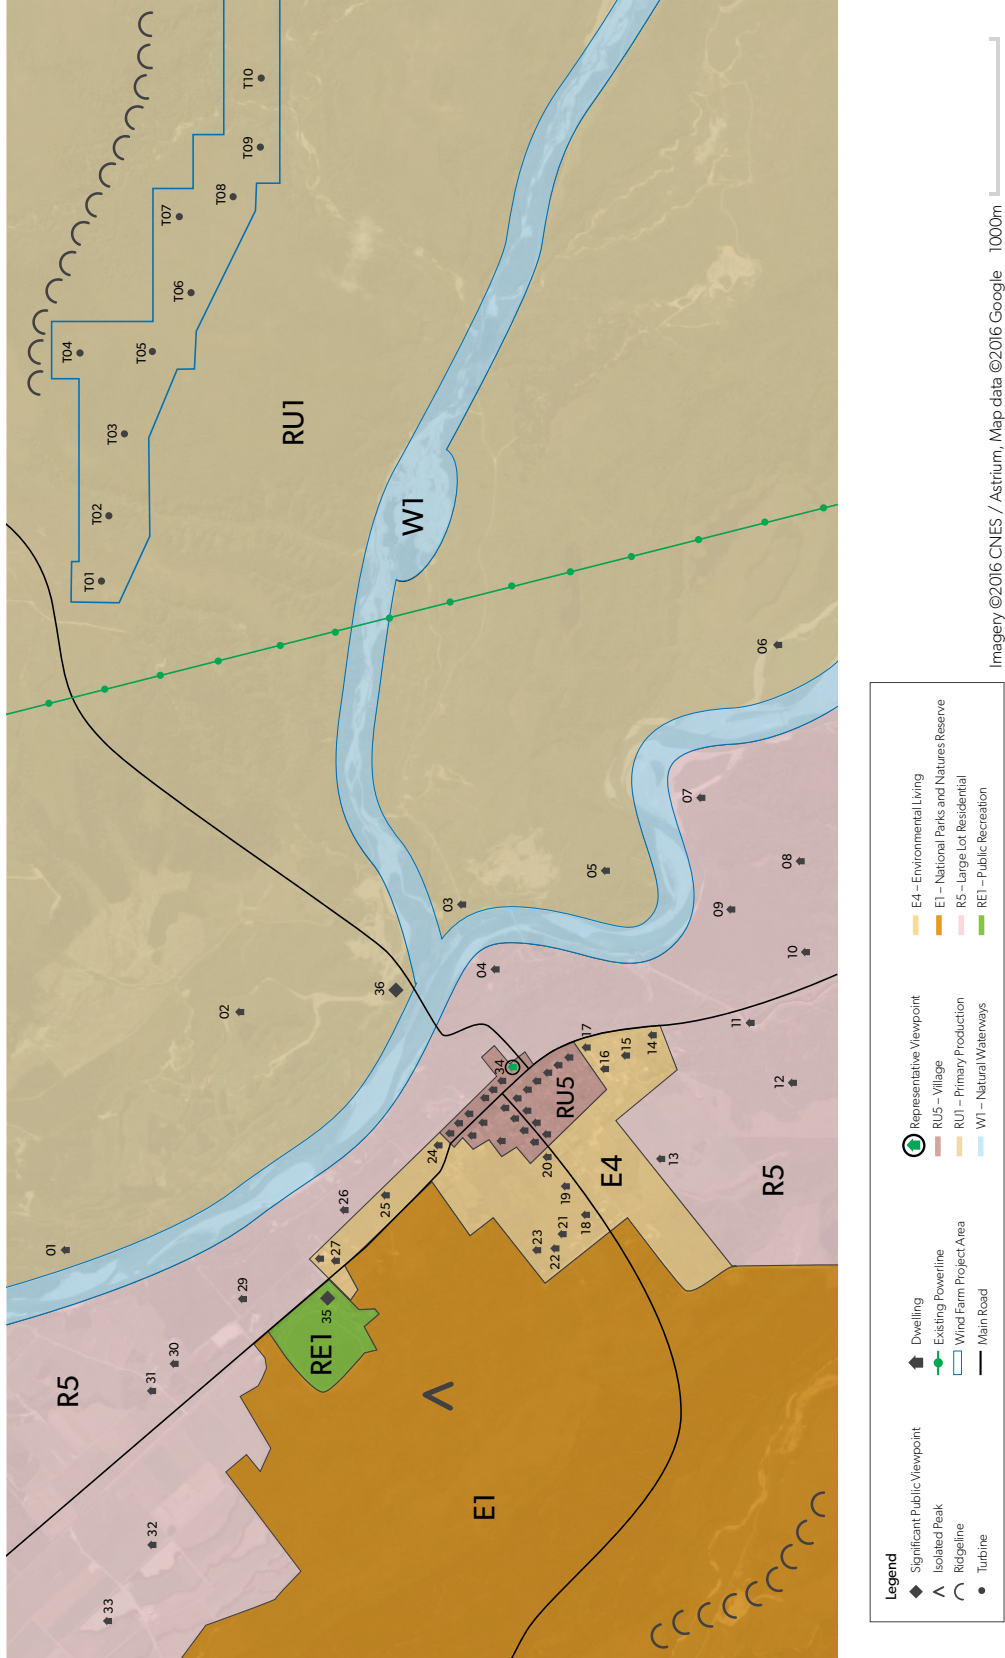 T01
T02
T03
T04
T05
T06
T07
T08
T09
T10
RU1
W1
01
02
36
03
04
05
06
07
08
09
10
11
12
13
14
15
16
17
34
RU5
24
20
19
18
21
22
23
E4
25
26
27
35
RE1
29
30
31
32
33
R5
R5
E1
Legend
Significant Public Viewpoint
Isolated Peak
Ridgeline
Turbine
Dwelling
Existing Powerline
Wind Farm Project Area
Main Road
Representative Viewpoint
RU5 – Village
RU1 – Primary Production
W1 – Natural Waterways
E4 – Environmental Living
E1 – National Parks and Natures Reserve
R5 – Large Lot Residential
RE1 – Public Recreation
Imagery ©2016 CNES / Astrium, Map data ©2016 Google 1000m